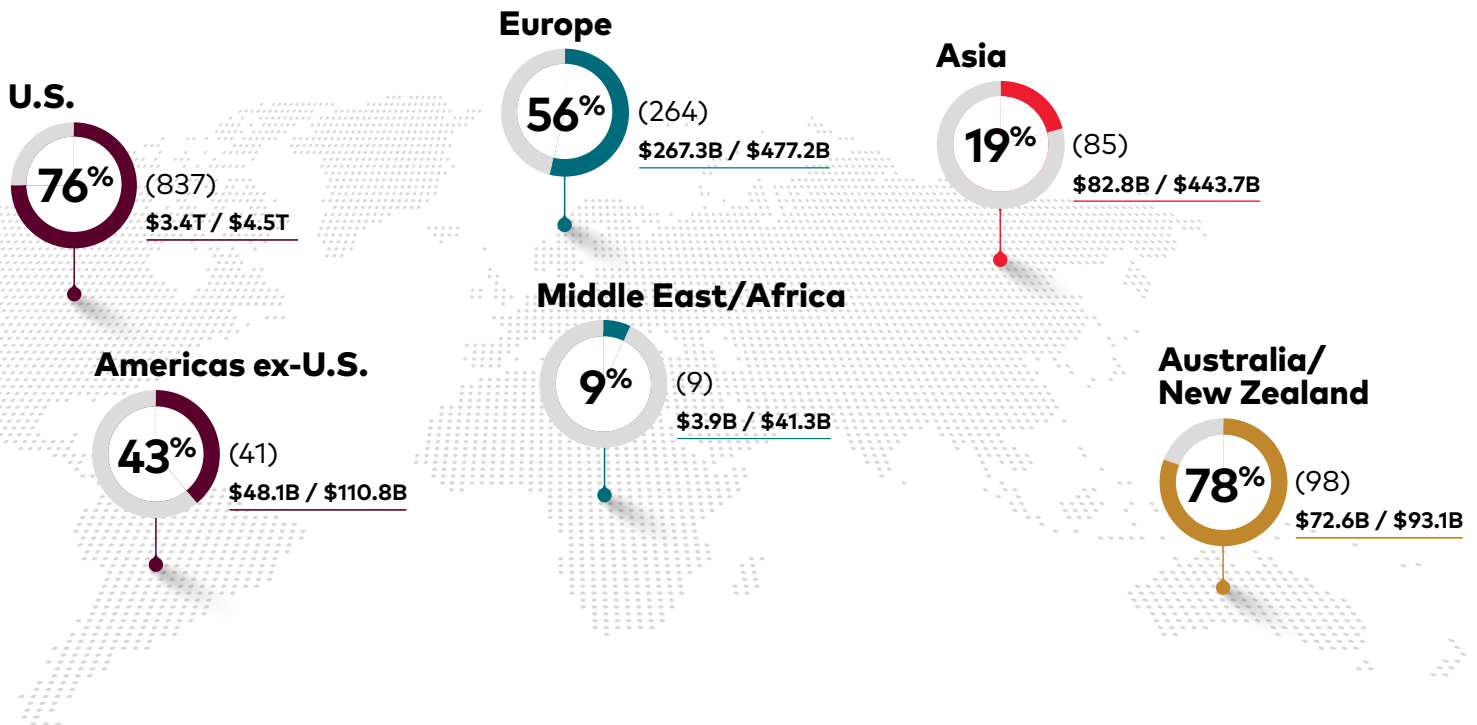 U.S.
76%
(837)
$3.4T / $4.5T
Europe
56%
(264)
$267.3B / $477.2B
Asia
19%
(85)
$82.8B / $443.7B
Americas ex-U.S.
43%
(41)
$48.1B / $110.8B
Middle East/Africa
9%
(9)
$3.9B / $41.3B
Australia/
New Zealand
78%
(98)
$72.6B / $93.1B